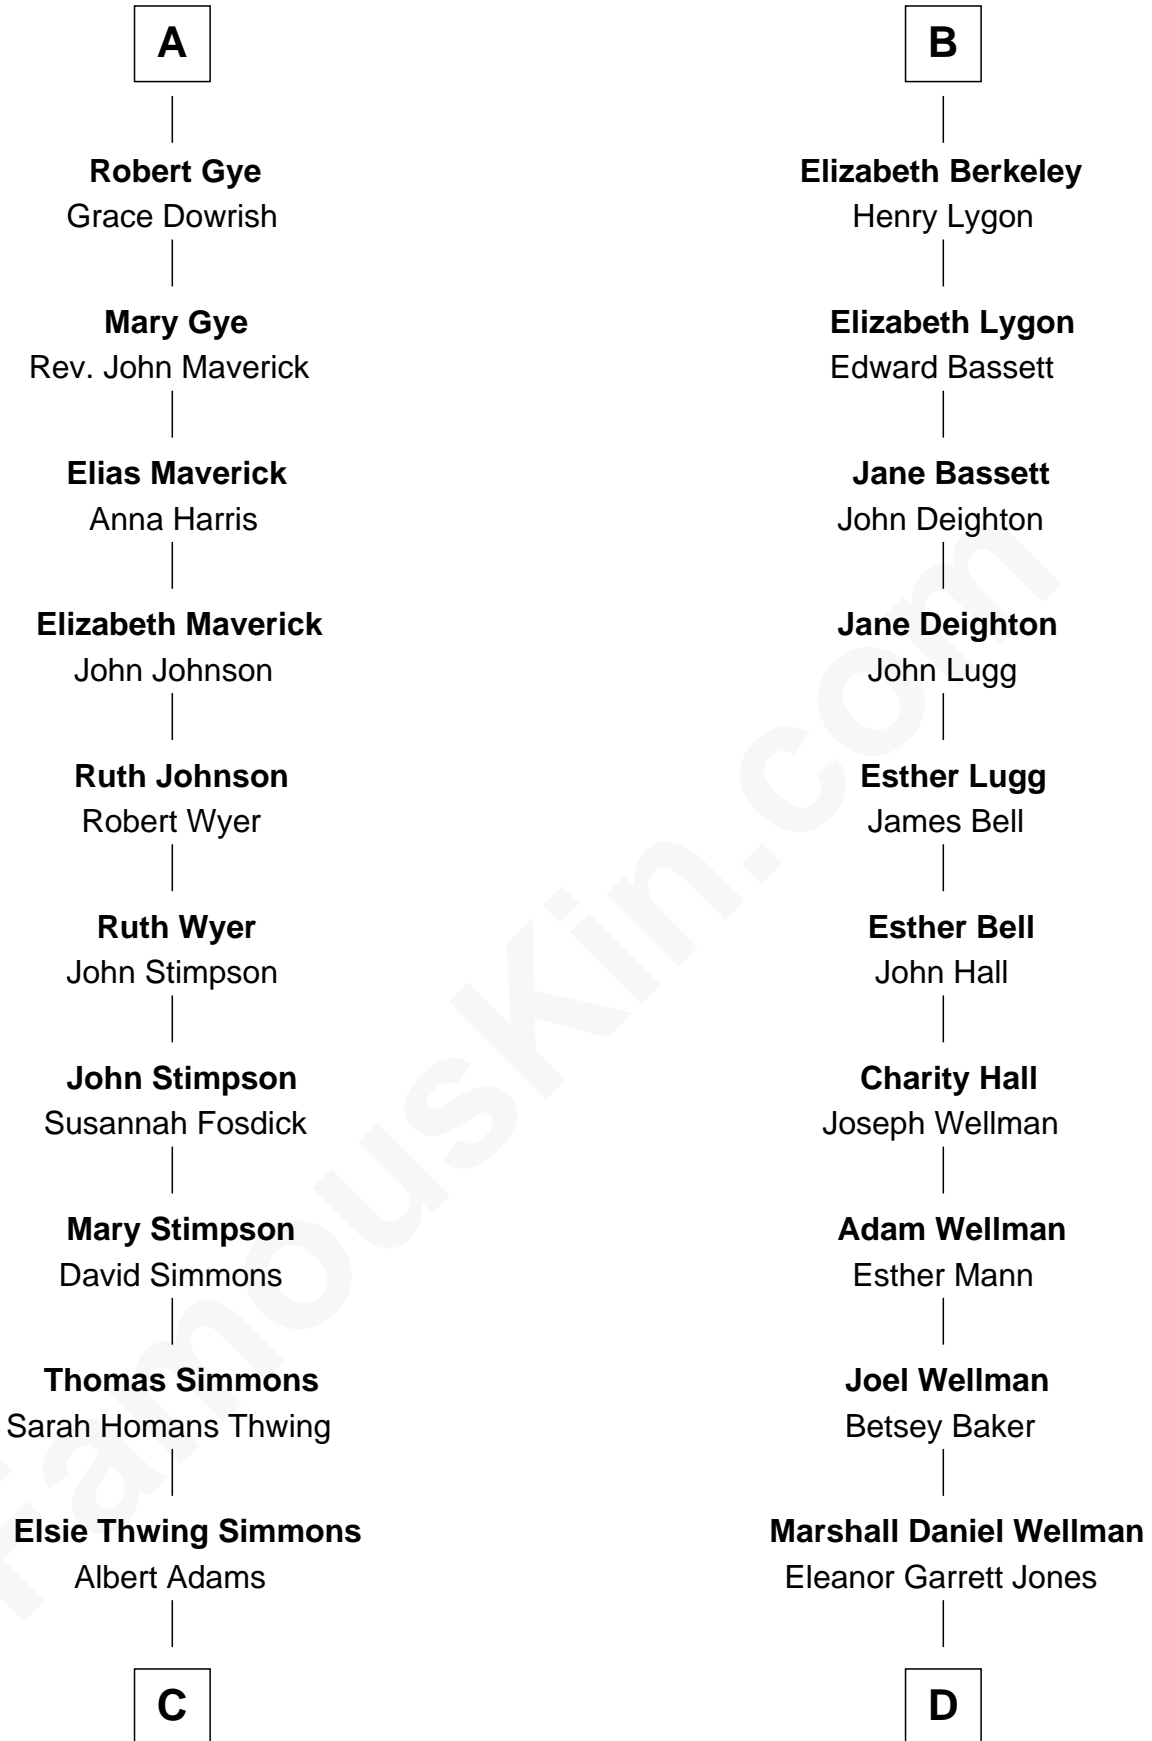 A
Robert Gye
Grace Dowrish
Mary Gye
Rev. John Maverick
Elias Maverick
Anna Harris
Elizabeth Maverick
John Johnson
Ruth Johnson
Robert Wyer
Ruth Wyer
John Stimpson
John Stimpson
Susannah Fosdick
Mary Stimpson
David Simmons
Thomas Simmons
Sarah Homans Thwing
Elsie Thwing Simmons
Albert Adams
C
B
Elizabeth Berkeley
Henry Lygon
Elizabeth Lygon
Edward Bassett
Jane Bassett
John Deighton
Jane Deighton
John Lugg
Esther Lugg
James Bell
Esther Bell
John Hall
Charity Hall
Joseph Wellman
Adam Wellman
Esther Mann
Joel Wellman
Betsey Baker
Marshall Daniel Wellman
Eleanor Garrett Jones
D
FamousKin.com